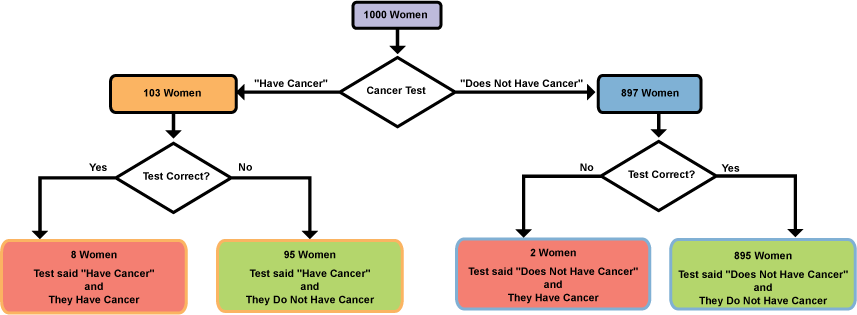 1000 Women
"Have Cancer"
Cancer Test
"Does Not Have Cancer"
103 Women
897 Women
Yes
Test Correct?
No
No
Test Correct?
Yes
8 Women
Test said "Have Cancer"
and
They Have Cancer
95 Women
Test said "Have Cancer"
and
They Do Not Have Cancer
2 Women
Test said "Does Not Have Cancer"
and
They Have Cancer
895 Women
Test said "Does Not Have Cancer"
and
They Do Not Have Cancer